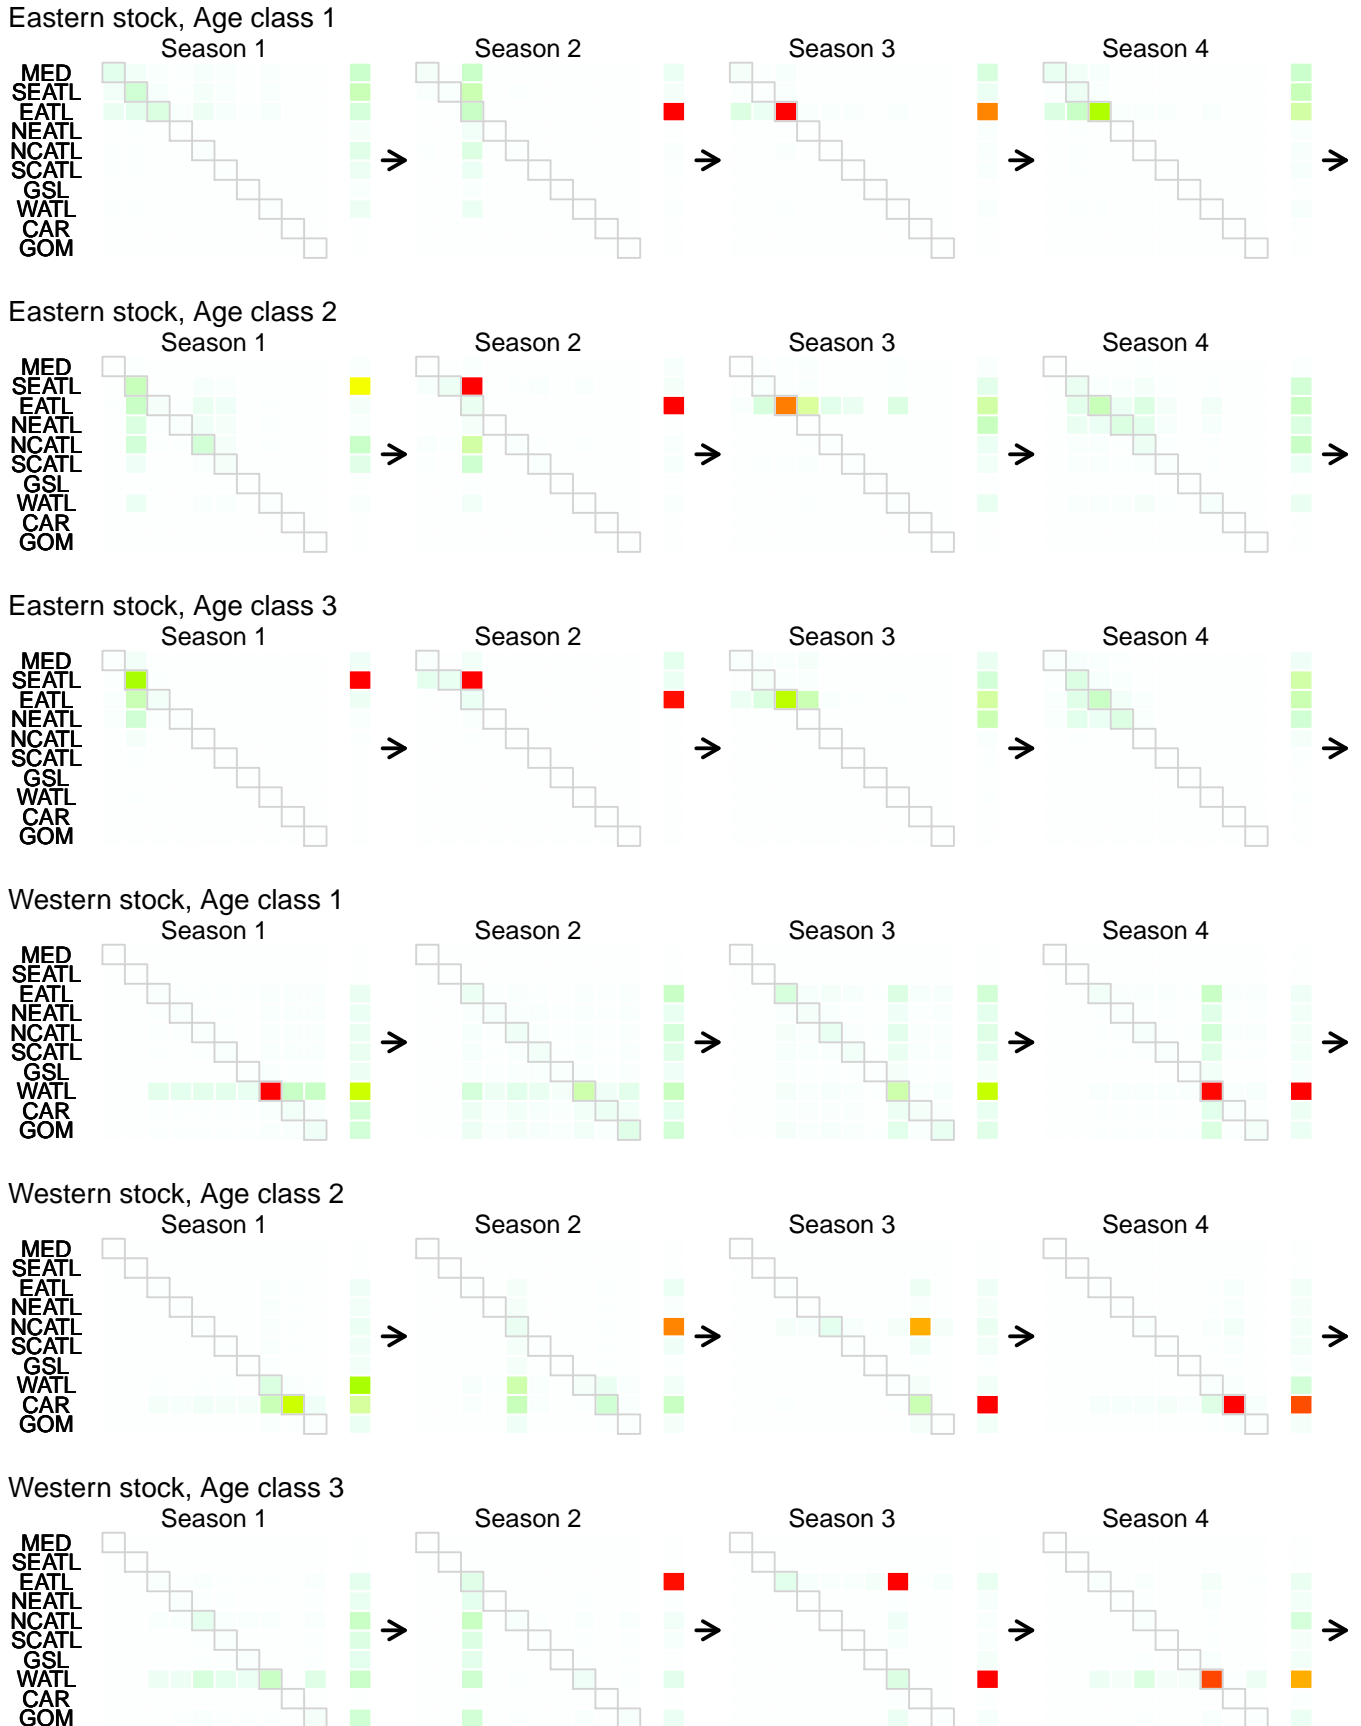 Eastern stock, Age class 1
Season 1 Season 2 Season 3 Season 4
MED
SEATL
EATL
NEATL
NCATL
SCATL
GSL
WATL
CAR
GOM
Eastern stock, Age class 2
Season 1 Season 2 Season 3 Season 4
MED
SEATL
EATL
NEATL
NCATL
SCATL
GSL
WATL
CAR
GOM
Eastern stock, Age class 3
Season 1 Season 2 Season 3 Season 4
MED
SEATL
EATL
NEATL
NCATL
SCATL
GSL
WATL
CAR
GOM
Western stock, Age class 1
Season 1 Season 2 Season 3 Season 4
MED
SEATL
EATL
NEATL
NCATL
SCATL
GSL
WATL
CAR
GOM
Western stock, Age class 2
Season 1 Season 2 Season 3 Season 4
MED
SEATL
EATL
NEATL
NCATL
SCATL
GSL
WATL
CAR
GOM
Western stock, Age class 3
Season 1 Season 2 Season 3 Season 4
MED
SEATL
EATL
NEATL
NCATL
SCATL
GSL
WATL
CAR
GOM